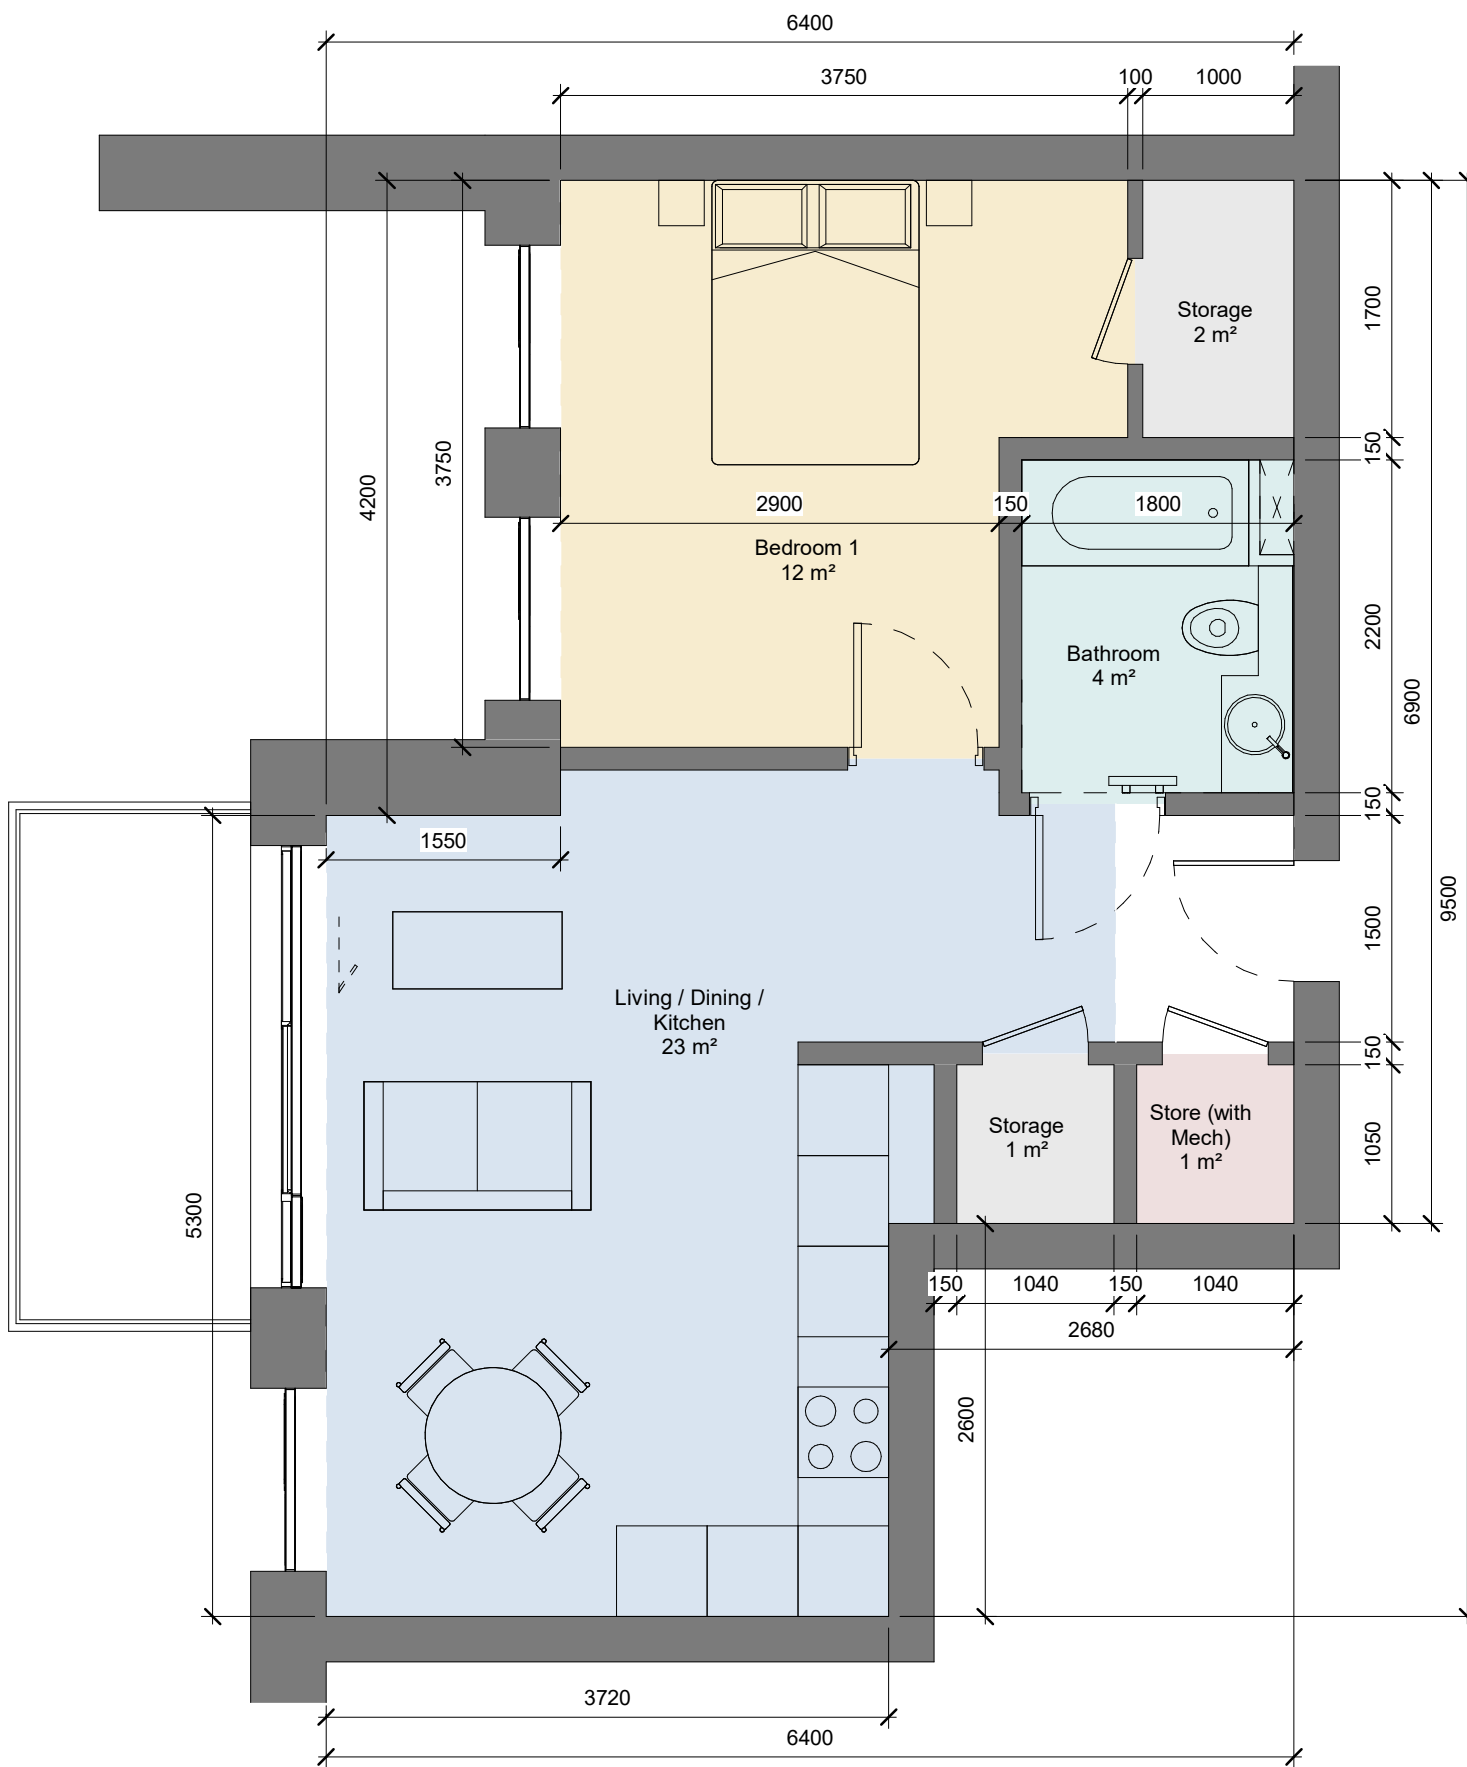 6400
3750
100
1000
Storage
2 m²
1700
150
4200
3750
2900
150
1800
Bedroom 1
12 m²
Bathroom
4 m²
2200
6900
150
1550
9500
1500
Living / Dining /
Kitchen
23 m²
150
Storage
1 m²
Store (with
Mech)
1 m²
1050
5300
150
1040
150
1040
2680
2600
3720
6400